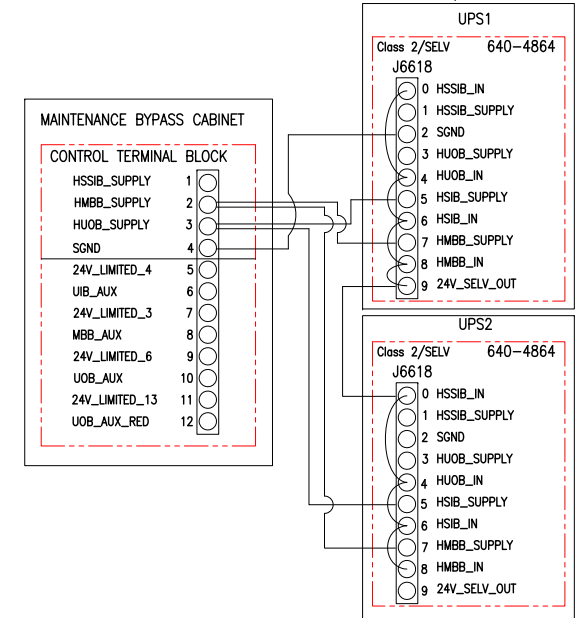 MAINTENANCE BYPASS CABINET
CONTROL TERMINAL BLOCK
HSSIB_SUPPLY 1
HMBB_SUPPLY 2
HUOB_SUPPLY 3
SGND 4
24V_LIMITED_4 5
UIB_AUX 6
24V_LIMITED_3 7
MBB_AUX 8
24V_LIMITED_6 9
UOB_AUX 10
24V_LIMITED_13 11
UOB_AUX_RED 12
UPS1
Class 2/SELV 640-4864
J6618
0 HSSIB_IN
1 HSSIB_SUPPLY
2 SGND
3 HUOB_SUPPLY
4 HUOB_IN
5 HSIB_SUPPLY
6 HSIB_IN
7 HMBB_SUPPLY
8 HMBB_IN
9 24V_SELV_OUT
UPS2
Class 2/SELV 640-4864
J6618
0 HSSIB_IN
1 HSSIB_SUPPLY
2 SGND
3 HUOB_SUPPLY
4 HUOB_IN
5 HSIB_SUPPLY
6 HSIB_IN
7 HMBB_SUPPLY
8 HMBB_IN
9 24V_SELV_OUT